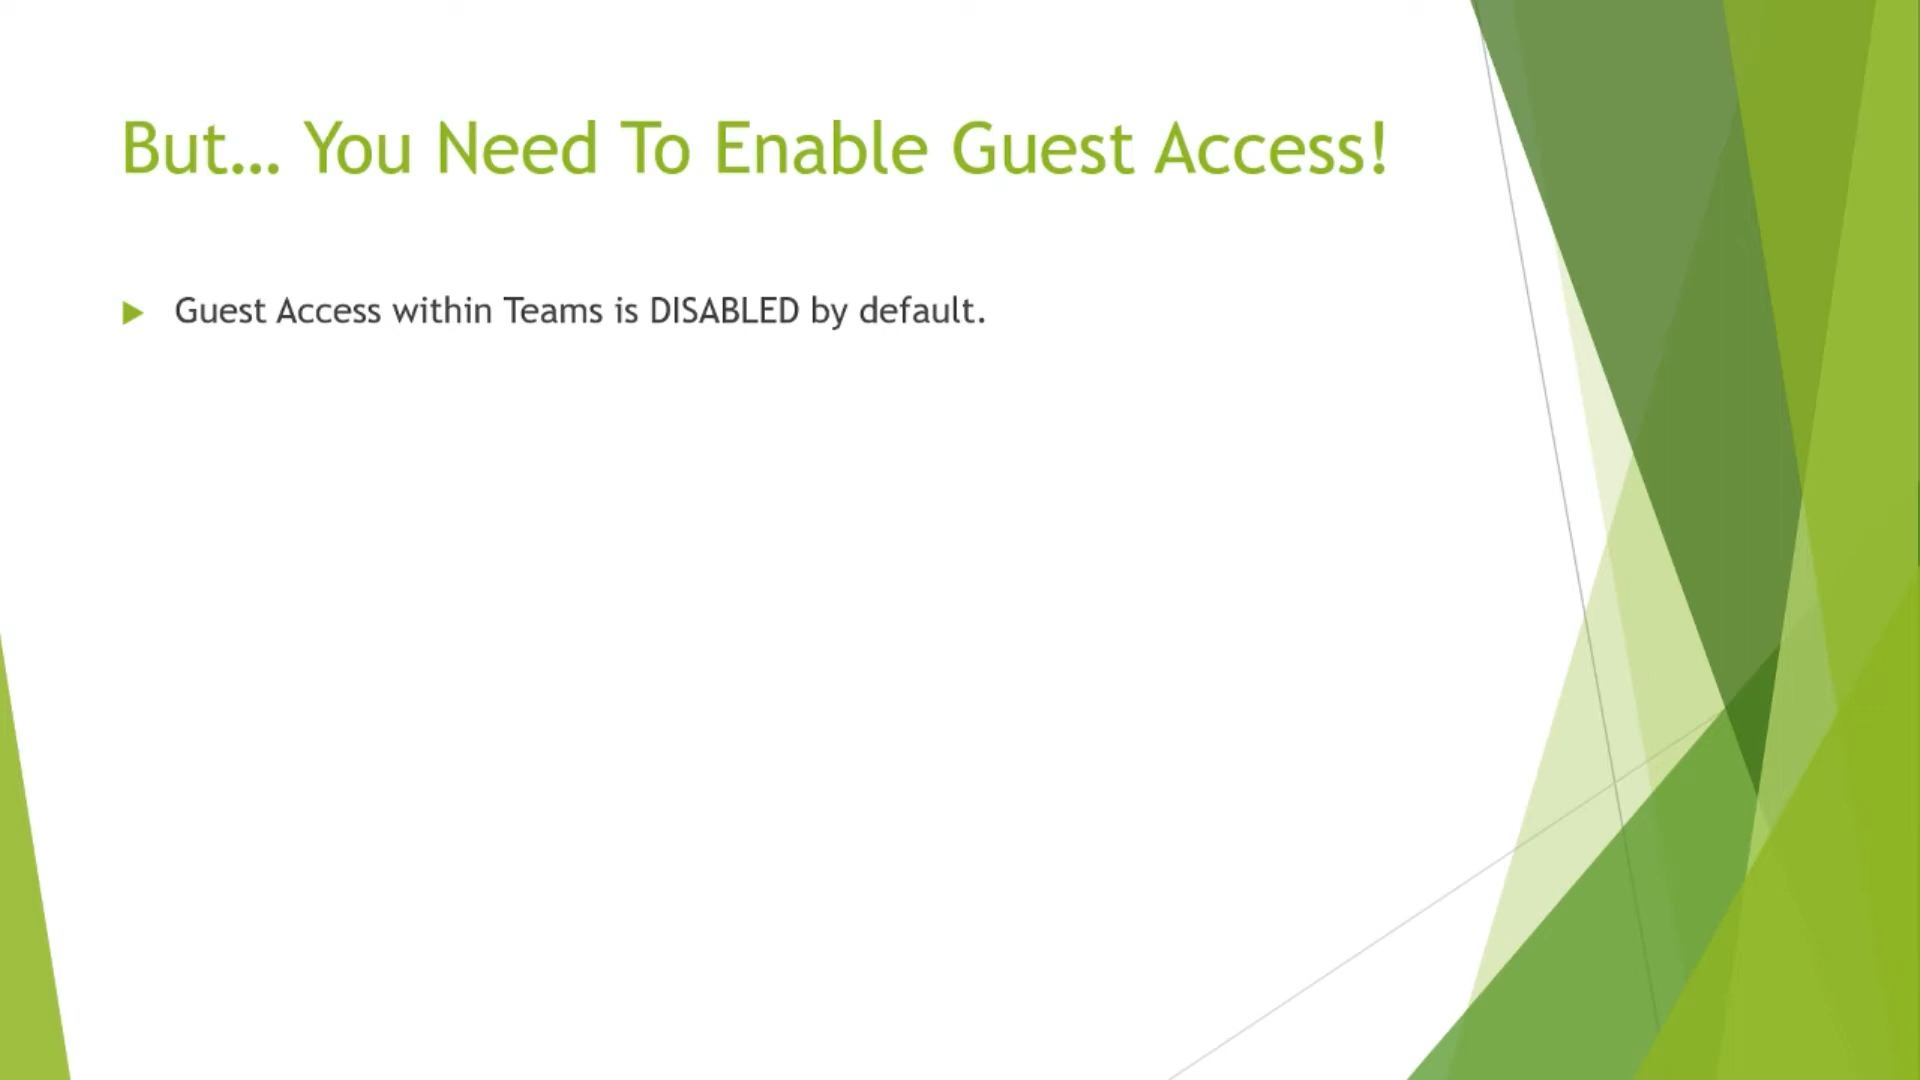 But... You Need To Enable Guest Access!
Guest Access within Teams is DISABLED by default.